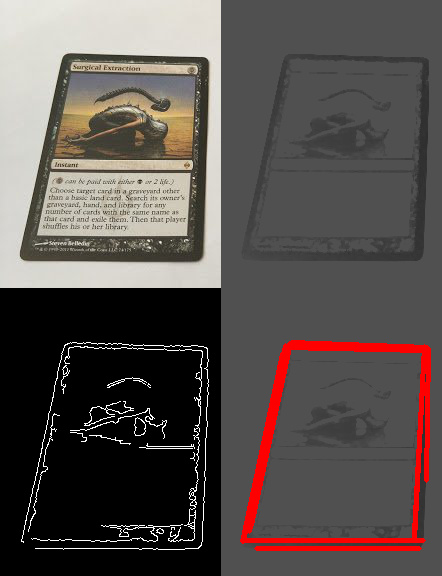 Surgical Extraction
Instant
( can be paid with either or 2 life.)
Choose target card in a graveyard other
than a basic land card. Search its owner's
graveyard, hand, and library for any
number of cards with the same name as
that card and exile them. Then that player
shuffles his or her library.
Steven Belledin